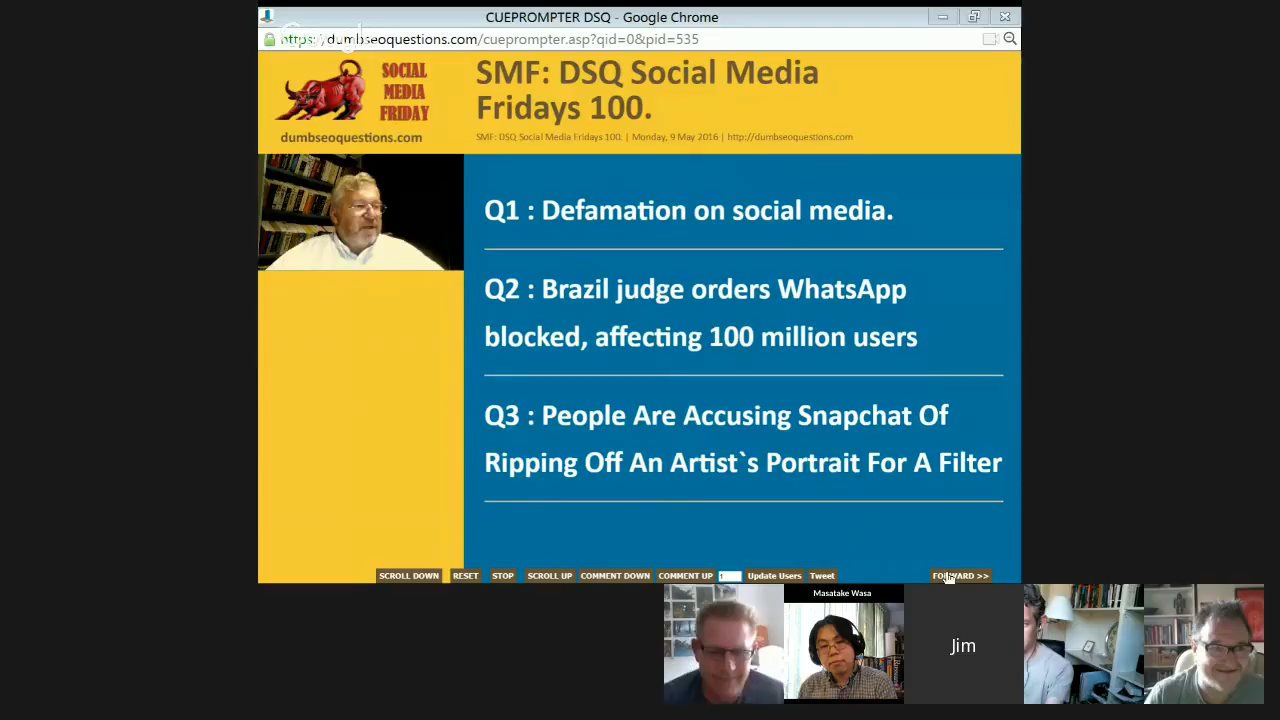 CUEPROMPTER DSQ - Google Chrome
https://dumbseoquestions.com/cueprompter.asp?qid=0&pid=535
SOCIAL
MEDIA
FRIDAY
dumbseoquestions.com
SMF: DSQ Social Media
Fridays 100.
SMF: DSQ Social Media Fridays 100. | Monday, 9 May 2016 | http://dumbseoquestions.com
Q1 : Defamation on social media.
Q2 : Brazil judge orders WhatsApp
blocked, affecting 100 million users
Q3 : People Are Accusing Snapchat Of
Ripping Off An Artist`s Portrait For A Filter
SCROLL DOWN RESET STOP SCROLL UP COMMENT DOWN COMMENT UP 1 Update Users Tweet FORWARD >>
Masatake Wasa
Jim